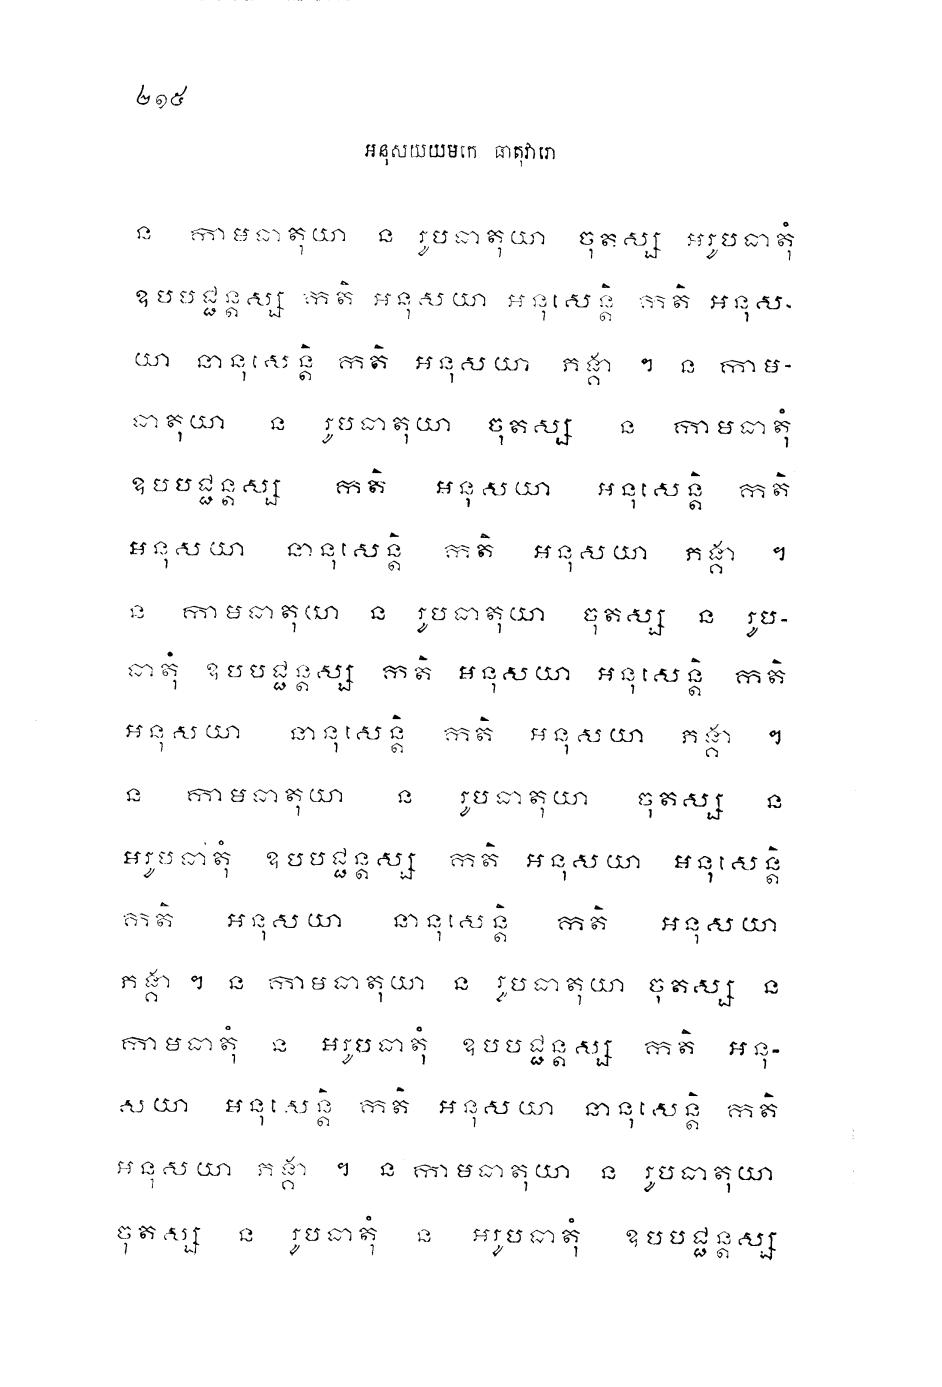 ២១៥
អនុសយយមកេ ធាតុវារោ
ន កាមធាតុយា ន រូបធាតុយា ចុតស្ស អរូបធាតុំ
ឧបបជ្ជន្តស្ស កតិ អនុសយា អនុសេន្តិ កតិ អនុស-
យា នានុសេន្តិ កតិ អនុសយា ភង្គា ។ ន កាម-
ធាតុយា ន រូបធាតុយា ចុតស្ស ន កាមធាតុំ
ឧបបជ្ជន្តស្ស កតិ អនុសយា អនុសេន្តិ កតិ
អនុសយា នានុសេន្តិ កតិ អនុសយា ភង្គា ។
ន កាមធាតុយា ន រូបធាតុយា ចុតស្ស ន រូប-
ធាតុំ ឧបបជ្ជន្តស្ស កតិ អនុសយា អនុសេន្តិ កតិ
អនុសយា នានុសេន្តិ កតិ អនុសយា ភង្គា ។
ន កាមធាតុយា ន រូបធាតុយា ចុតស្ស ន
អរូបធាតុំ ឧបបជ្ជន្តស្ស កតិ អនុសយា អនុសេន្តិ
កតិ អនុសយា នានុសេន្តិ កតិ អនុសយា
ភង្គា ។ ន កាមធាតុយា ន រូបធាតុយា ចុតស្ស ន
កាមធាតុំ ន អរូបធាតុំ ឧបបជ្ជន្តស្ស កតិ អនុ-
សយា អនុសេន្តិ កតិ អនុសយា នានុសេន្តិ កតិ
អនុសយា ភង្គា ។ ន កាមធាតុយា ន រូបធាតុយា
ចុតស្ស ន រូបធាតុំ ន អរូបធាតុំ ឧបបជ្ជន្តស្ស